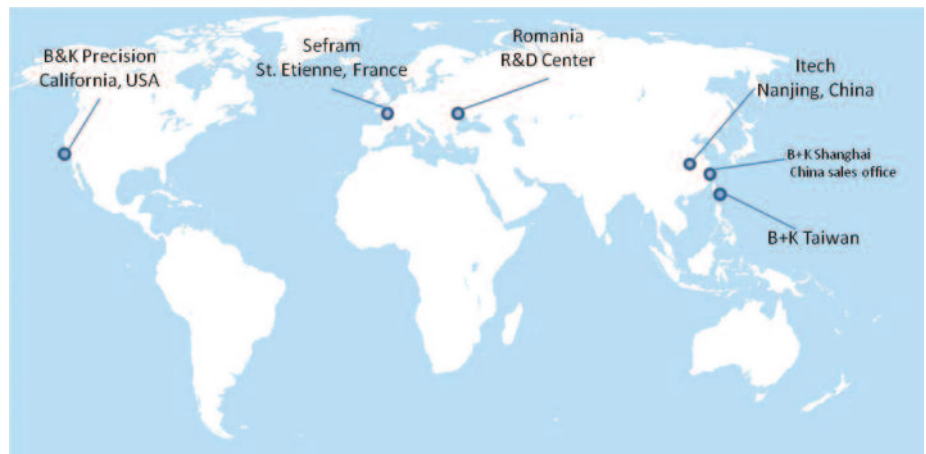 B&K Precision
California, USA
Sefram
St. Etienne, France
Romania
R&D Center
Itech
Nanjing, China
B+K Shanghai
China sales office
B+K Taiwan